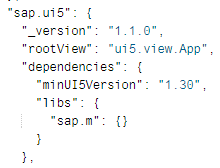 "sap.ui5": {
"_version": "1.1.0",
"rootView": "ui5.view.App",
"dependencies": {
"minUI5Version": "1.30",
"libs": {
"sap.m": {}
}
}
},